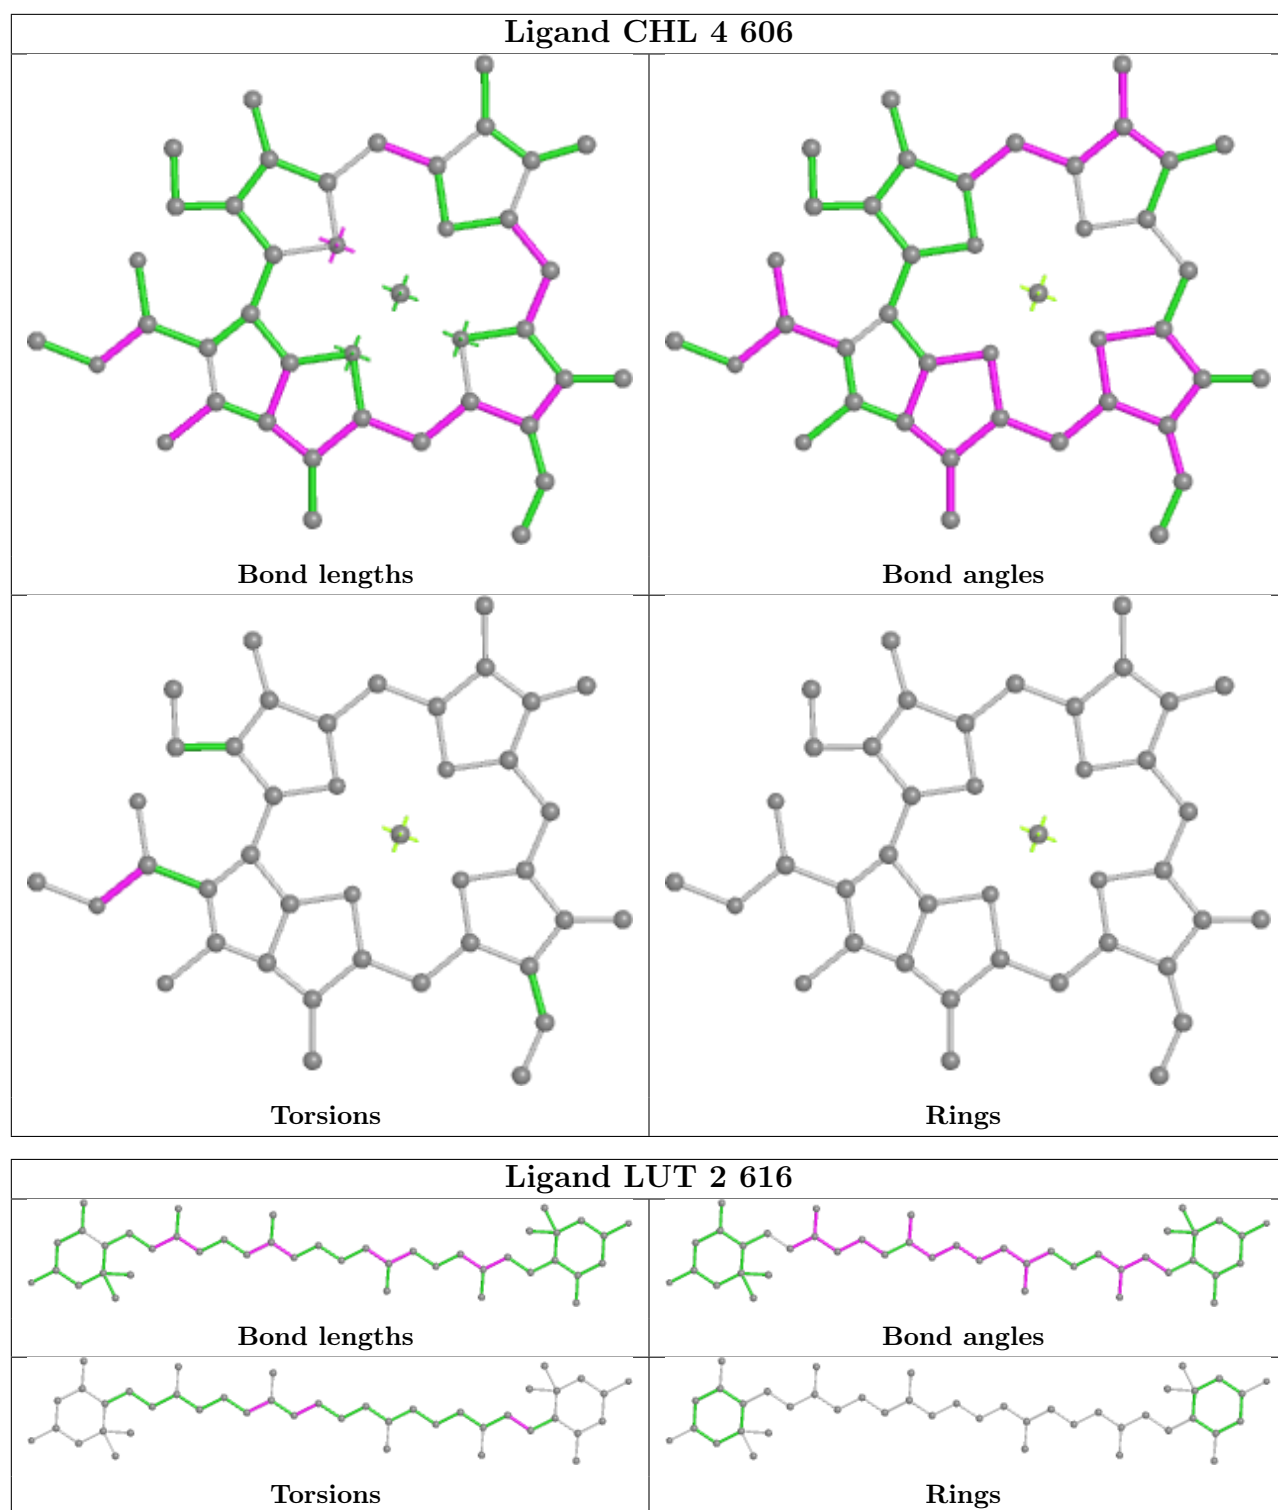 Ligand CHL 4 606
Bond lengths
Bond angles
Torsions
Rings
Ligand LUT 2 616
Bond lengths
Bond angles
Torsions
Rings